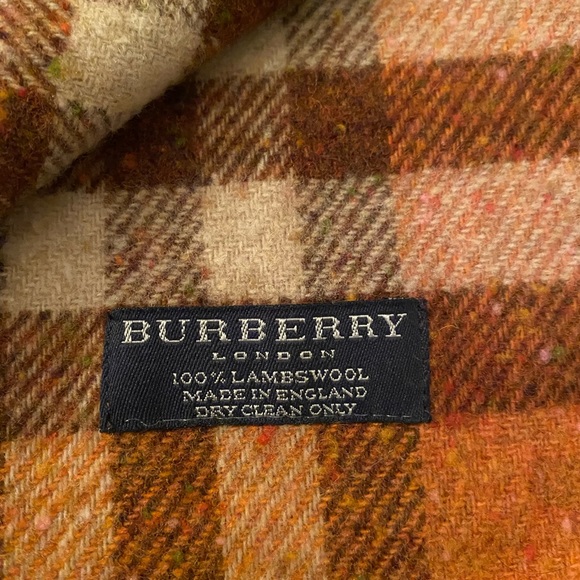 BURBERRY
LONDON
100% LAMBSWOOL
MADE IN ENGLAND
DRY CLEAN ONLY